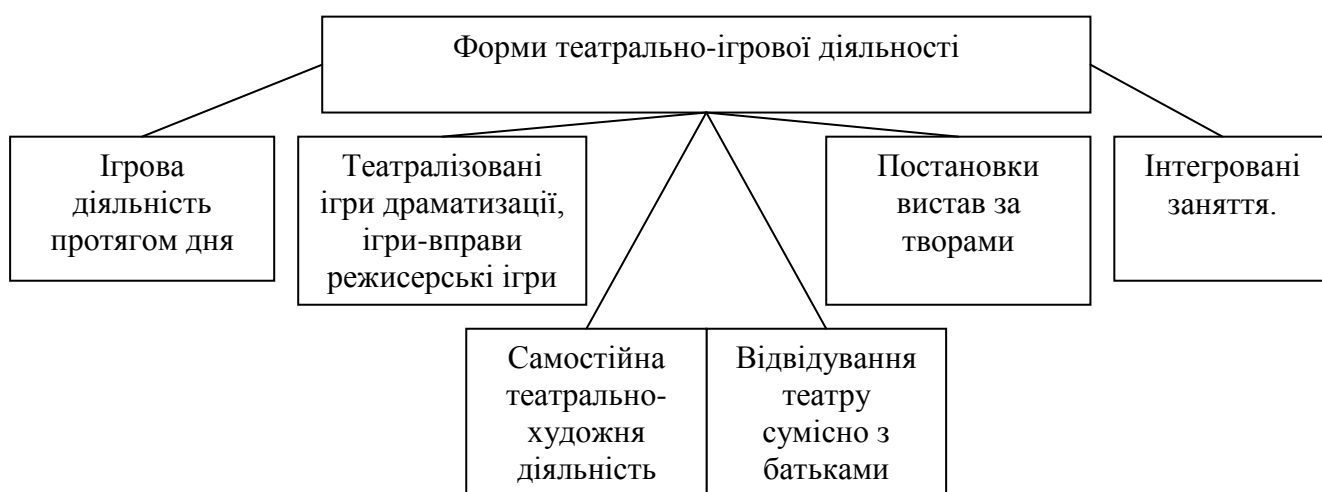 Форми театрально-ігрової діяльності
Ігрова
діяльність
протягом дня
Театралізовані
ігри драматизації,
ігри-вправи
режисерські ігри
Постановки
вистав за
творами
Інтегровані
заняття.
Самостійна
театрально-
художня
діяльність
Відвідування
театру
сумісно з
батьками